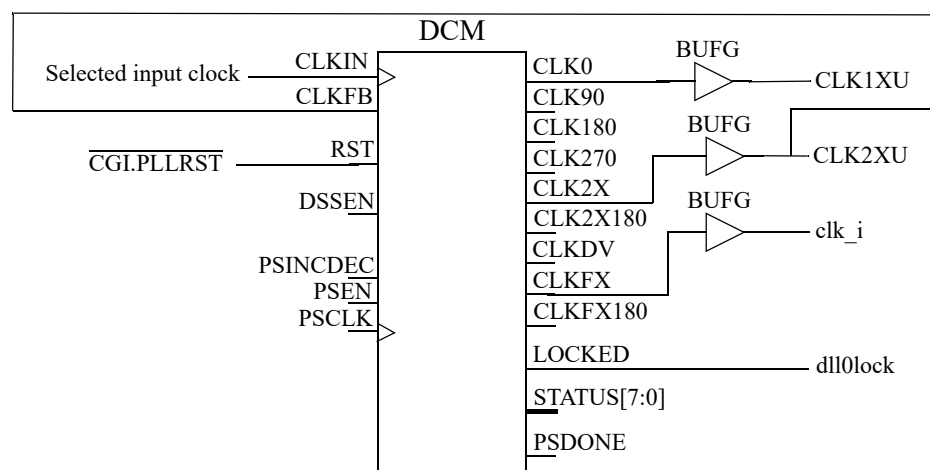 DCM
BUFG
CLKIN
CLK0
Selected input clock
CLK1XU
CLKFB
CLK90
CLK180
BUFG
RST
CGI.PLLRST
CLK270
CLK2XU
CLK2X
DSSEN
BUFG
CLK2X180
clk_i
CLKDV
PSINCDEC
CLKFX
PSEN
PSCLK
CLKFX180
LOCKED
dll0lock
STATUS[7:0]
PSDONE